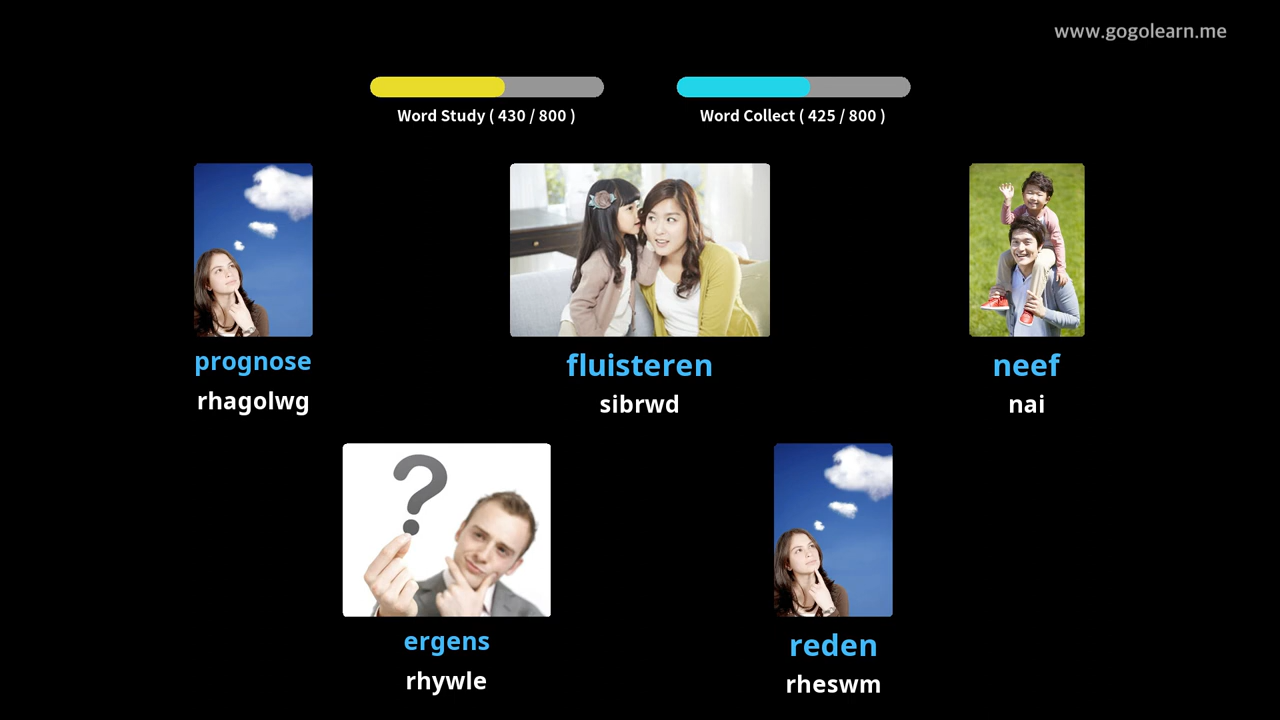 www.gogolearn.me
Word Study ( 430 / 800 )
Word Collect ( 425 / 800 )
prognose
rhagolwg
fluisteren
sibrwd
neef
nai
ergens
rhywle
reden
rheswm